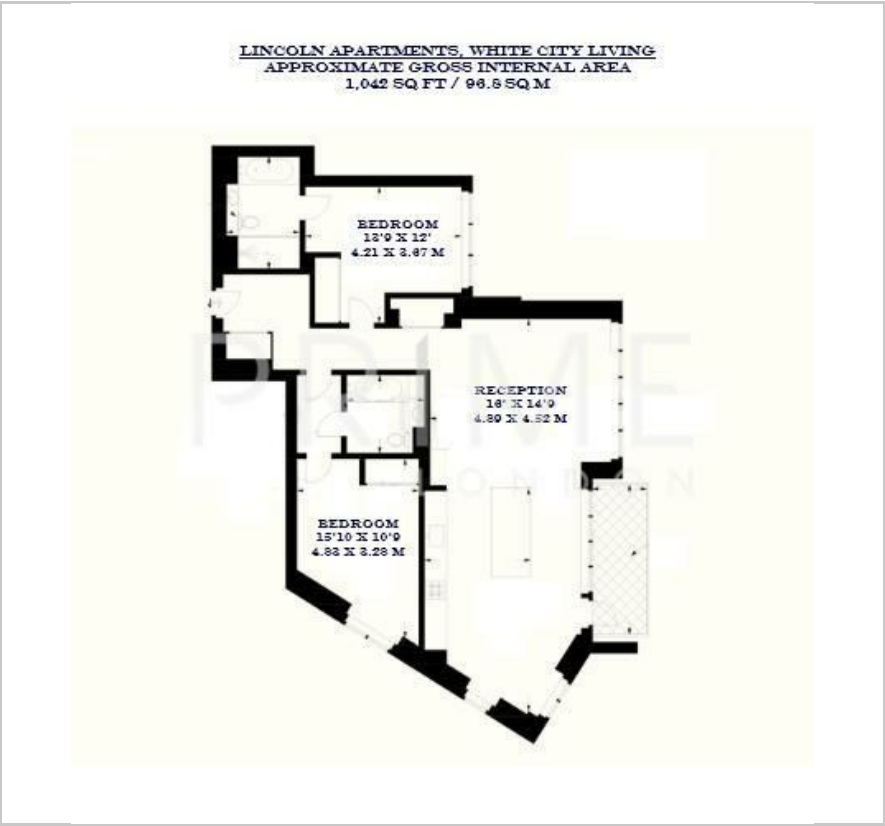 LINCOLN APARTMENTS, WHITE CITY LIVING
APPROXIMATE GROSS INTERNAL AREA
1,042 SQ FT / 96.8 SQ M
BEDROOM
13'9 X 12'
4.21 X 3.67 M
PRIME
RECEPTION
16' X 14'9
4.89 X 4.52 M
LONDON
BEDROOM
15'10 X 10'9
4.83 X 3.28 M